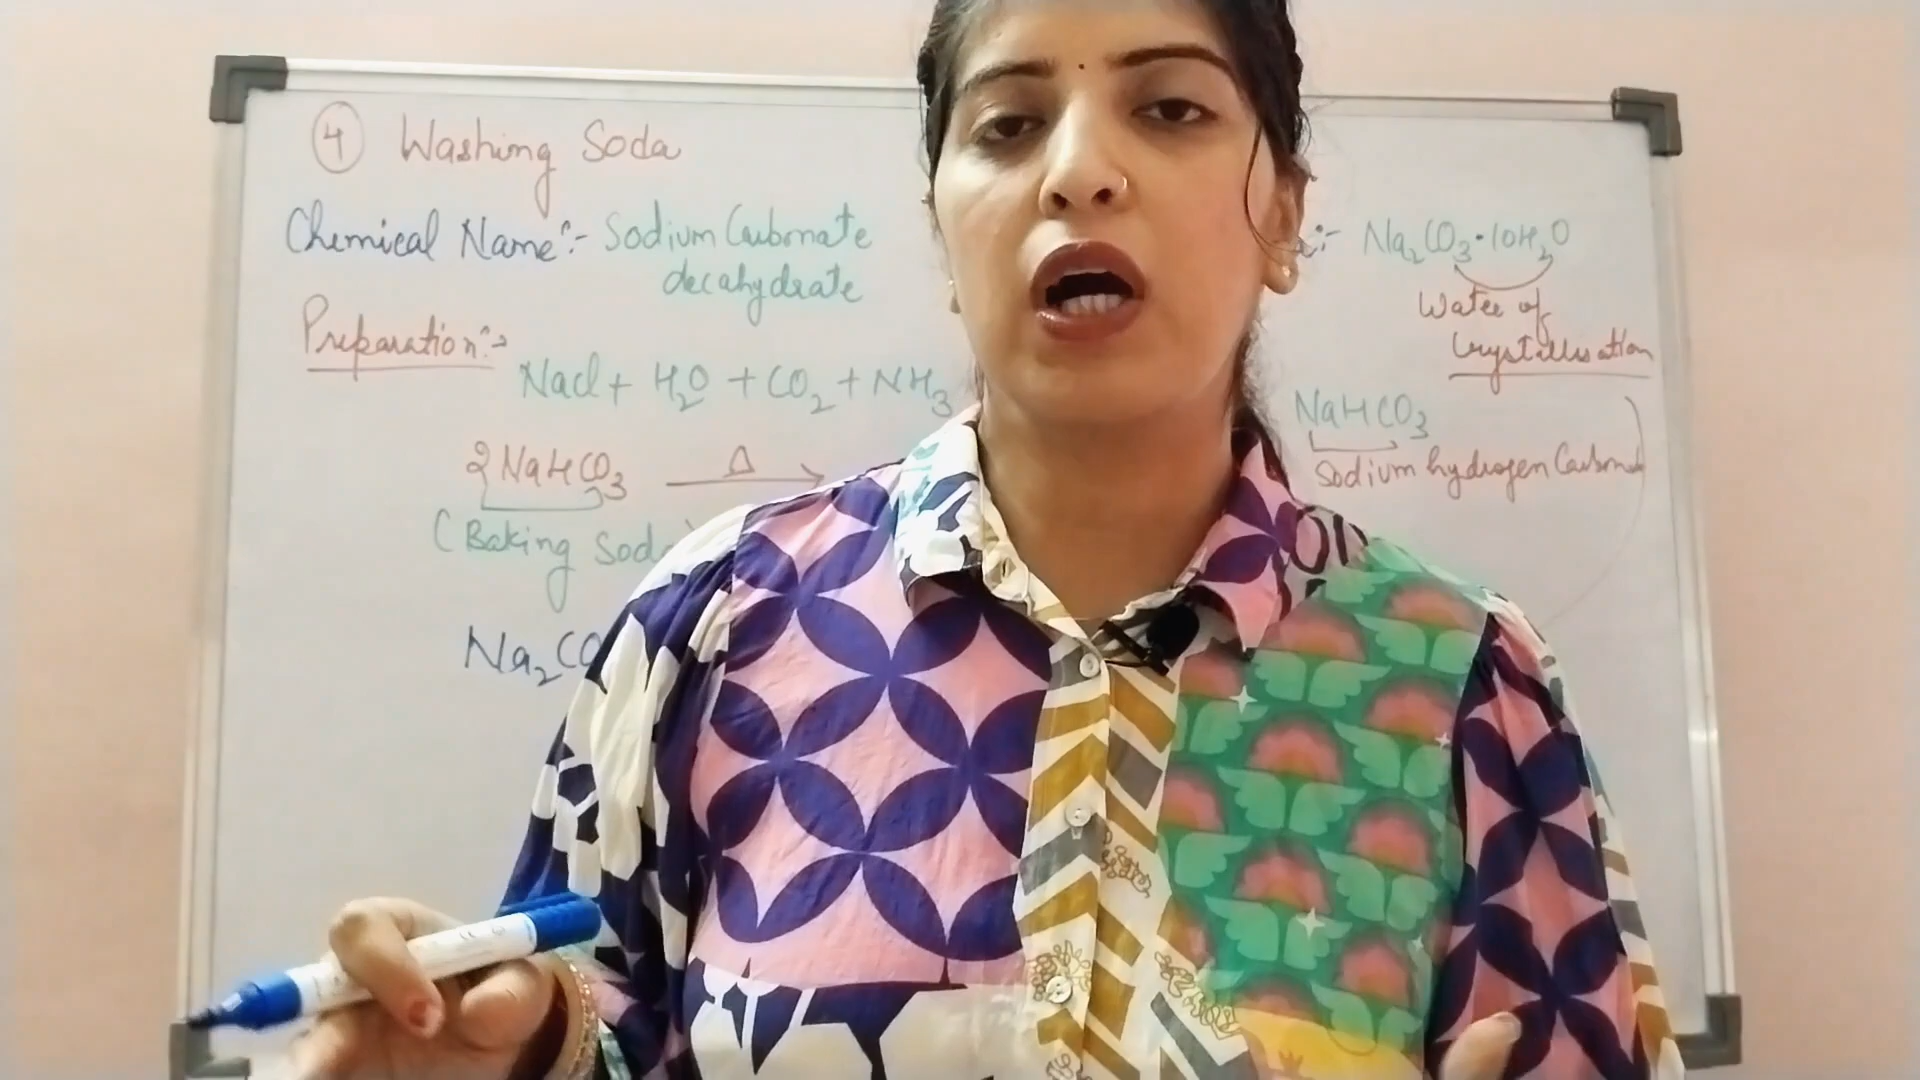 4 Washing Soda
Chemical Name :- Sodium Carbonate
decahydrate
:- Na₂CO₃·10H₂O
Water of
Crystallisation
Preparation :→
NaCl + H₂O + CO₂ + NH₃
NaHCO₃
Sodium hydrogen Carbonate
2NaHCO₃ —Δ→
(Baking Soda
Na₂CO